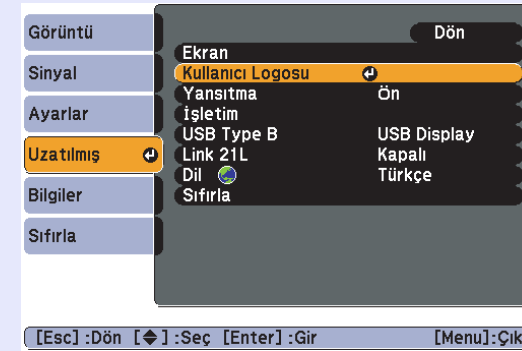 Görüntü
Sinyal
Ayarlar
Uzatılmış
Bilgiler
Sıfırla
Dön
Ekran
Kullanıcı Logosu
Yansıtma Ön
İşletim
USB Type B USB Display
Link 21L Kapalı
Dil Türkçe
Sıfırla
[Esc] :Dön [ ] :Seç [Enter] :Gir [Menu]:Çık